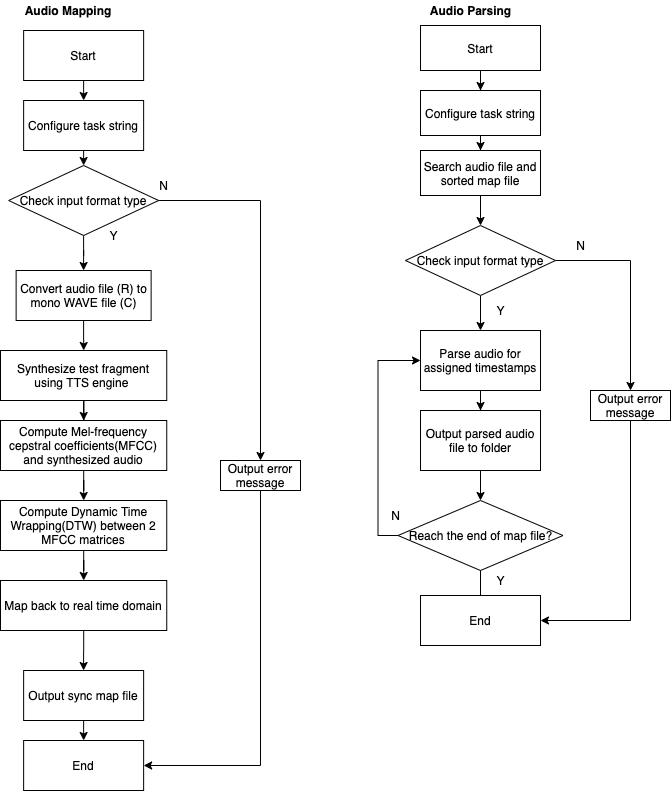 Audio Mapping
Start
Configure task string
Check input format type
N
Y
Convert audio file (R) to
mono WAVE file (C)
Synthesize test fragment
using TTS engine
Compute Mel-frequency
cepstral coefficients(MFCC)
and synthesized audio
Output error
message
Compute Dynamic Time
Wrapping(DTW) between 2
MFCC matrices
Map back to real time domain
Output sync map file
End
Audio Parsing
Start
Configure task string
Search audio file and
sorted map file
Check input format type
N
Y
Parse audio for
assigned timestamps
Output error
message
Output parsed audio
file to folder
N
Reach the end of map file?
Y
End